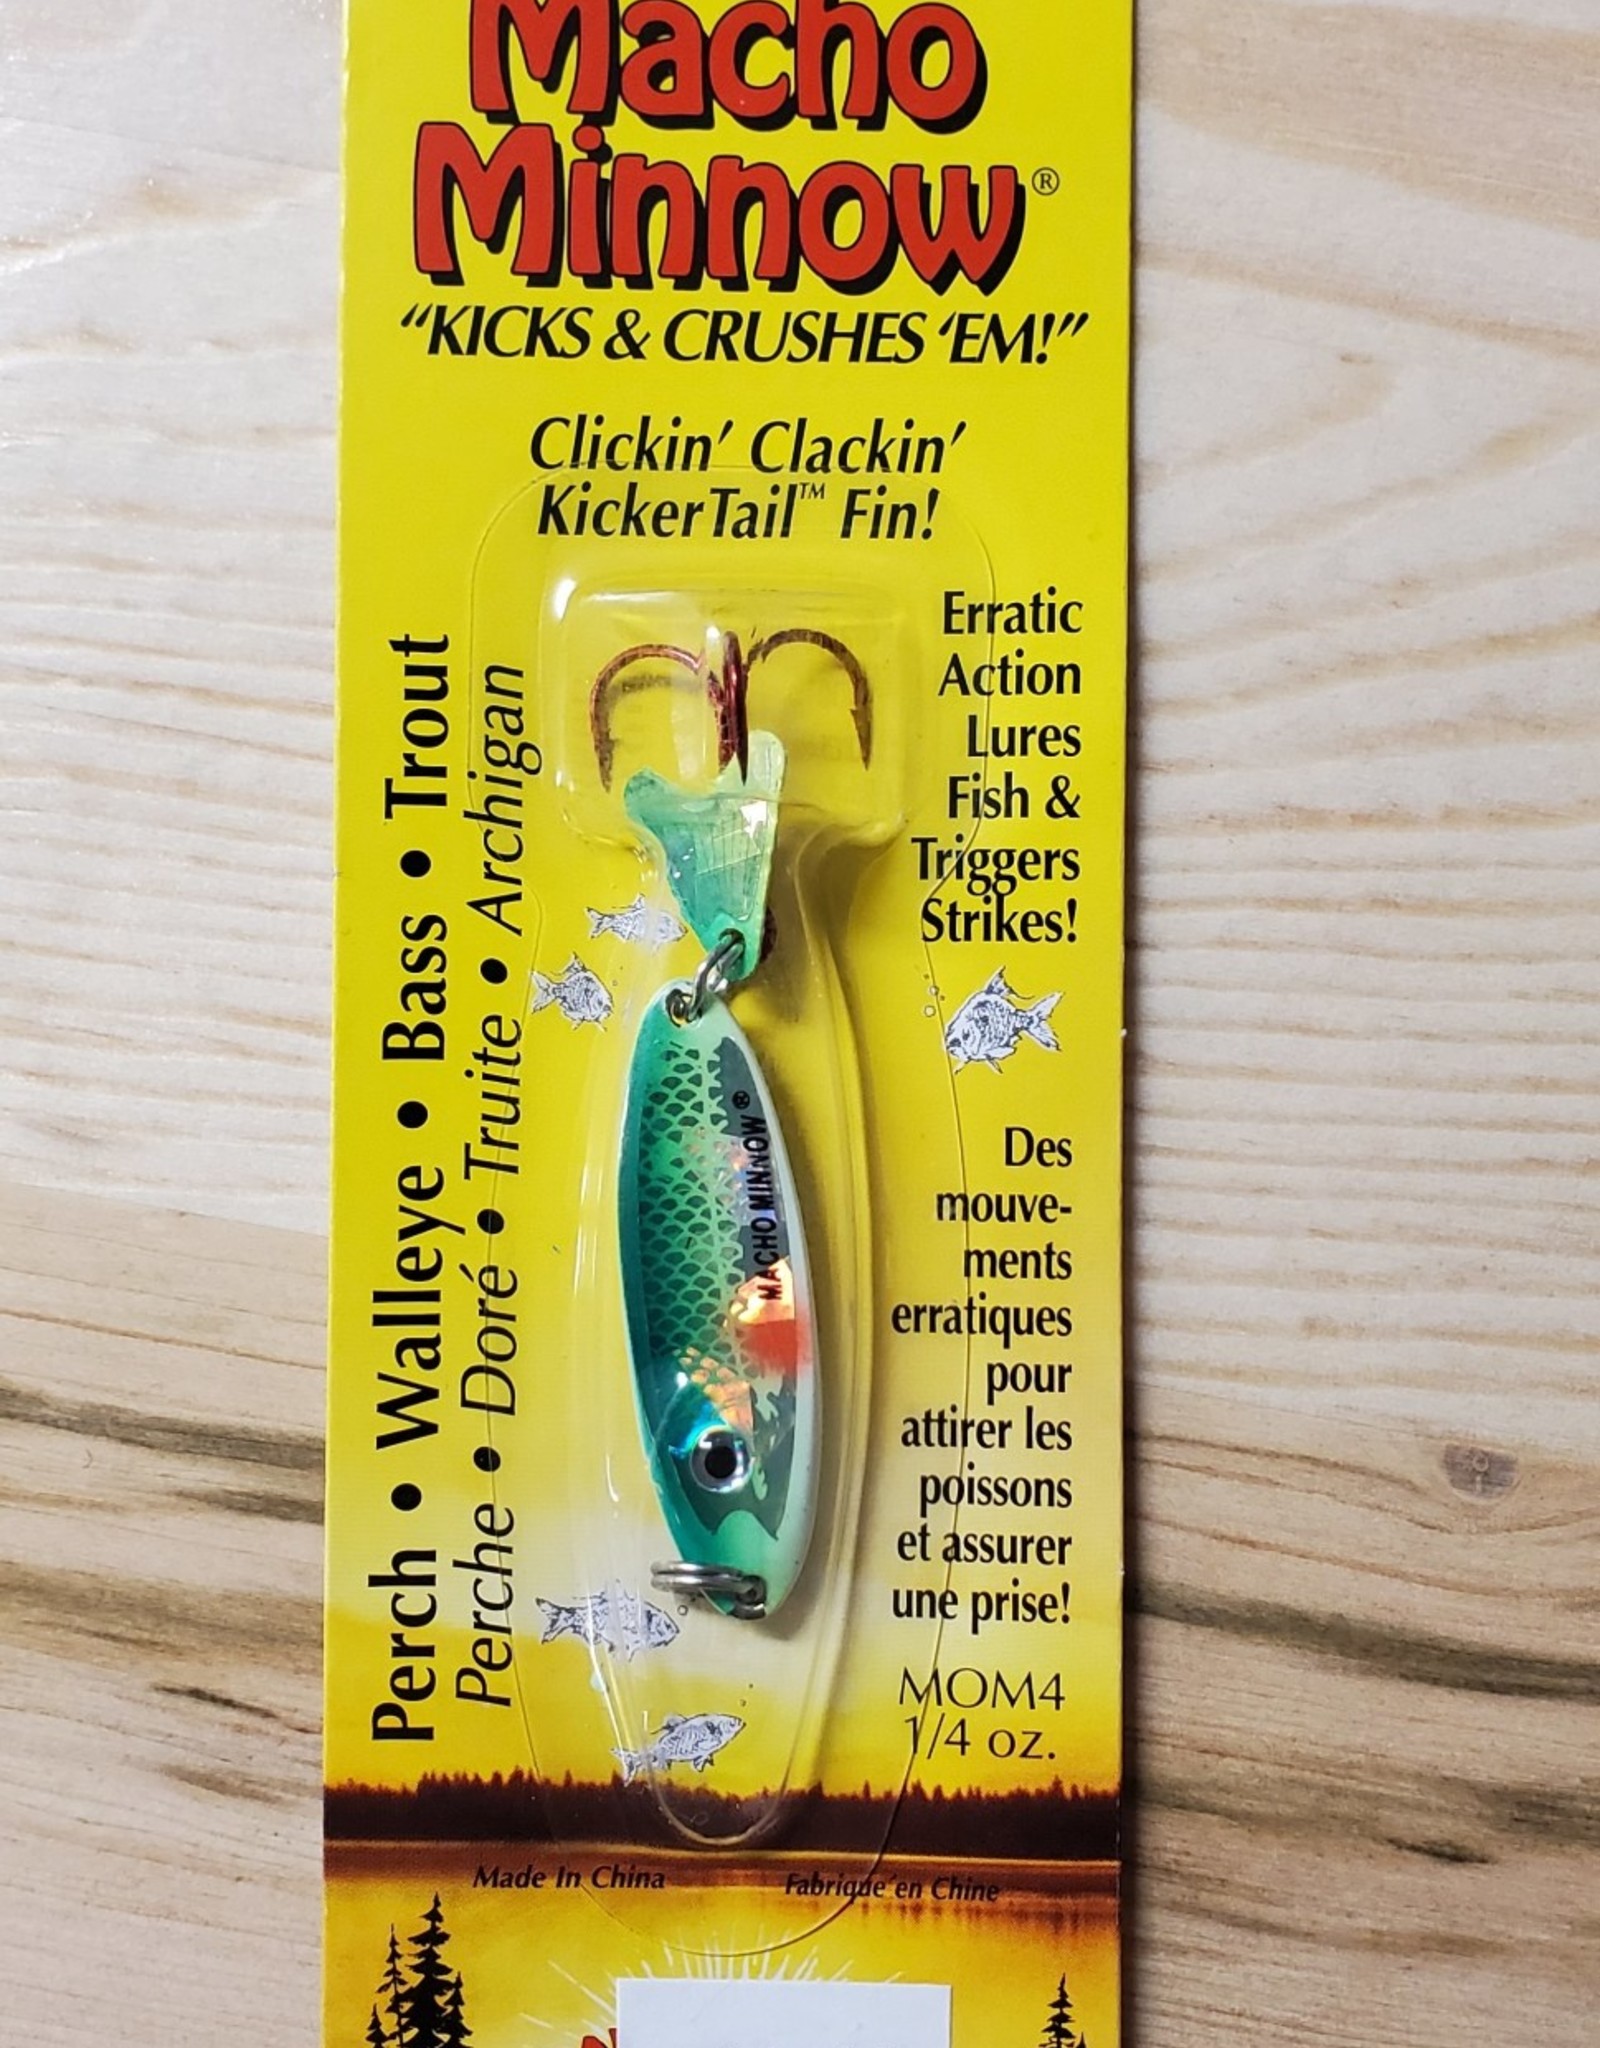 Macho
Minnow®
“KICKS & CRUSHES ‘EM!”
Clickin’ Clackin’
KickerTail™ Fin!
Erratic
Action
Lures
Fish &
Triggers
Strikes!
Perch • Walleye • Bass • Trout
Perche • Doré • Truite • Archigan
MACHO MINNOW®
Des
mouve-
ments
erratiques
pour
attirer les
poissons
et assurer
une prise!
MOM4
1/4 oz.
Made In China
Fabrique'en Chine